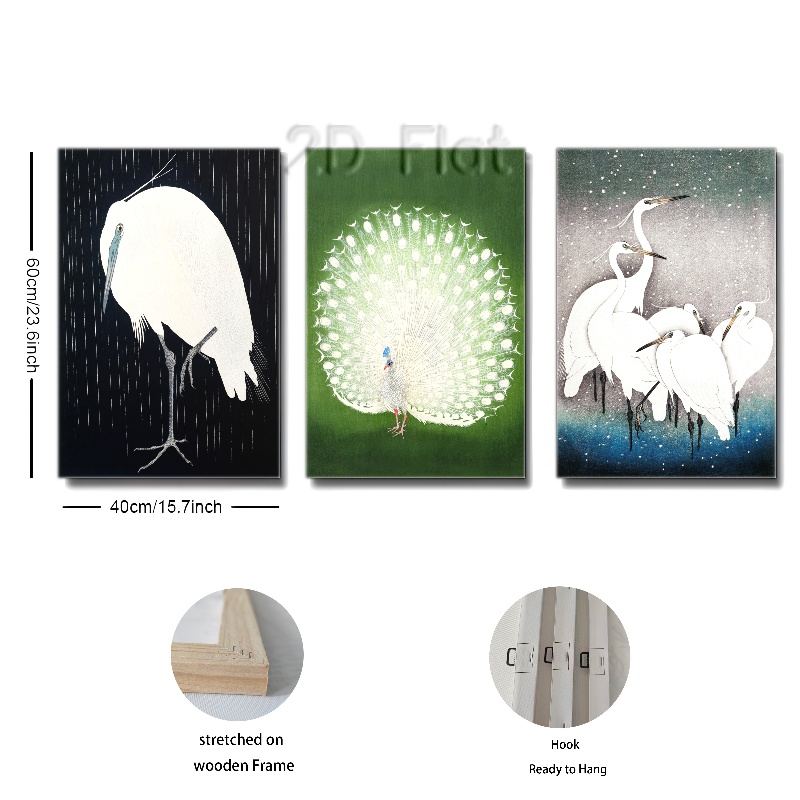 2D Flat
60cm/23.6inch
40cm/15.7inch
stretched on
wooden Frame
Hook
Ready to Hang